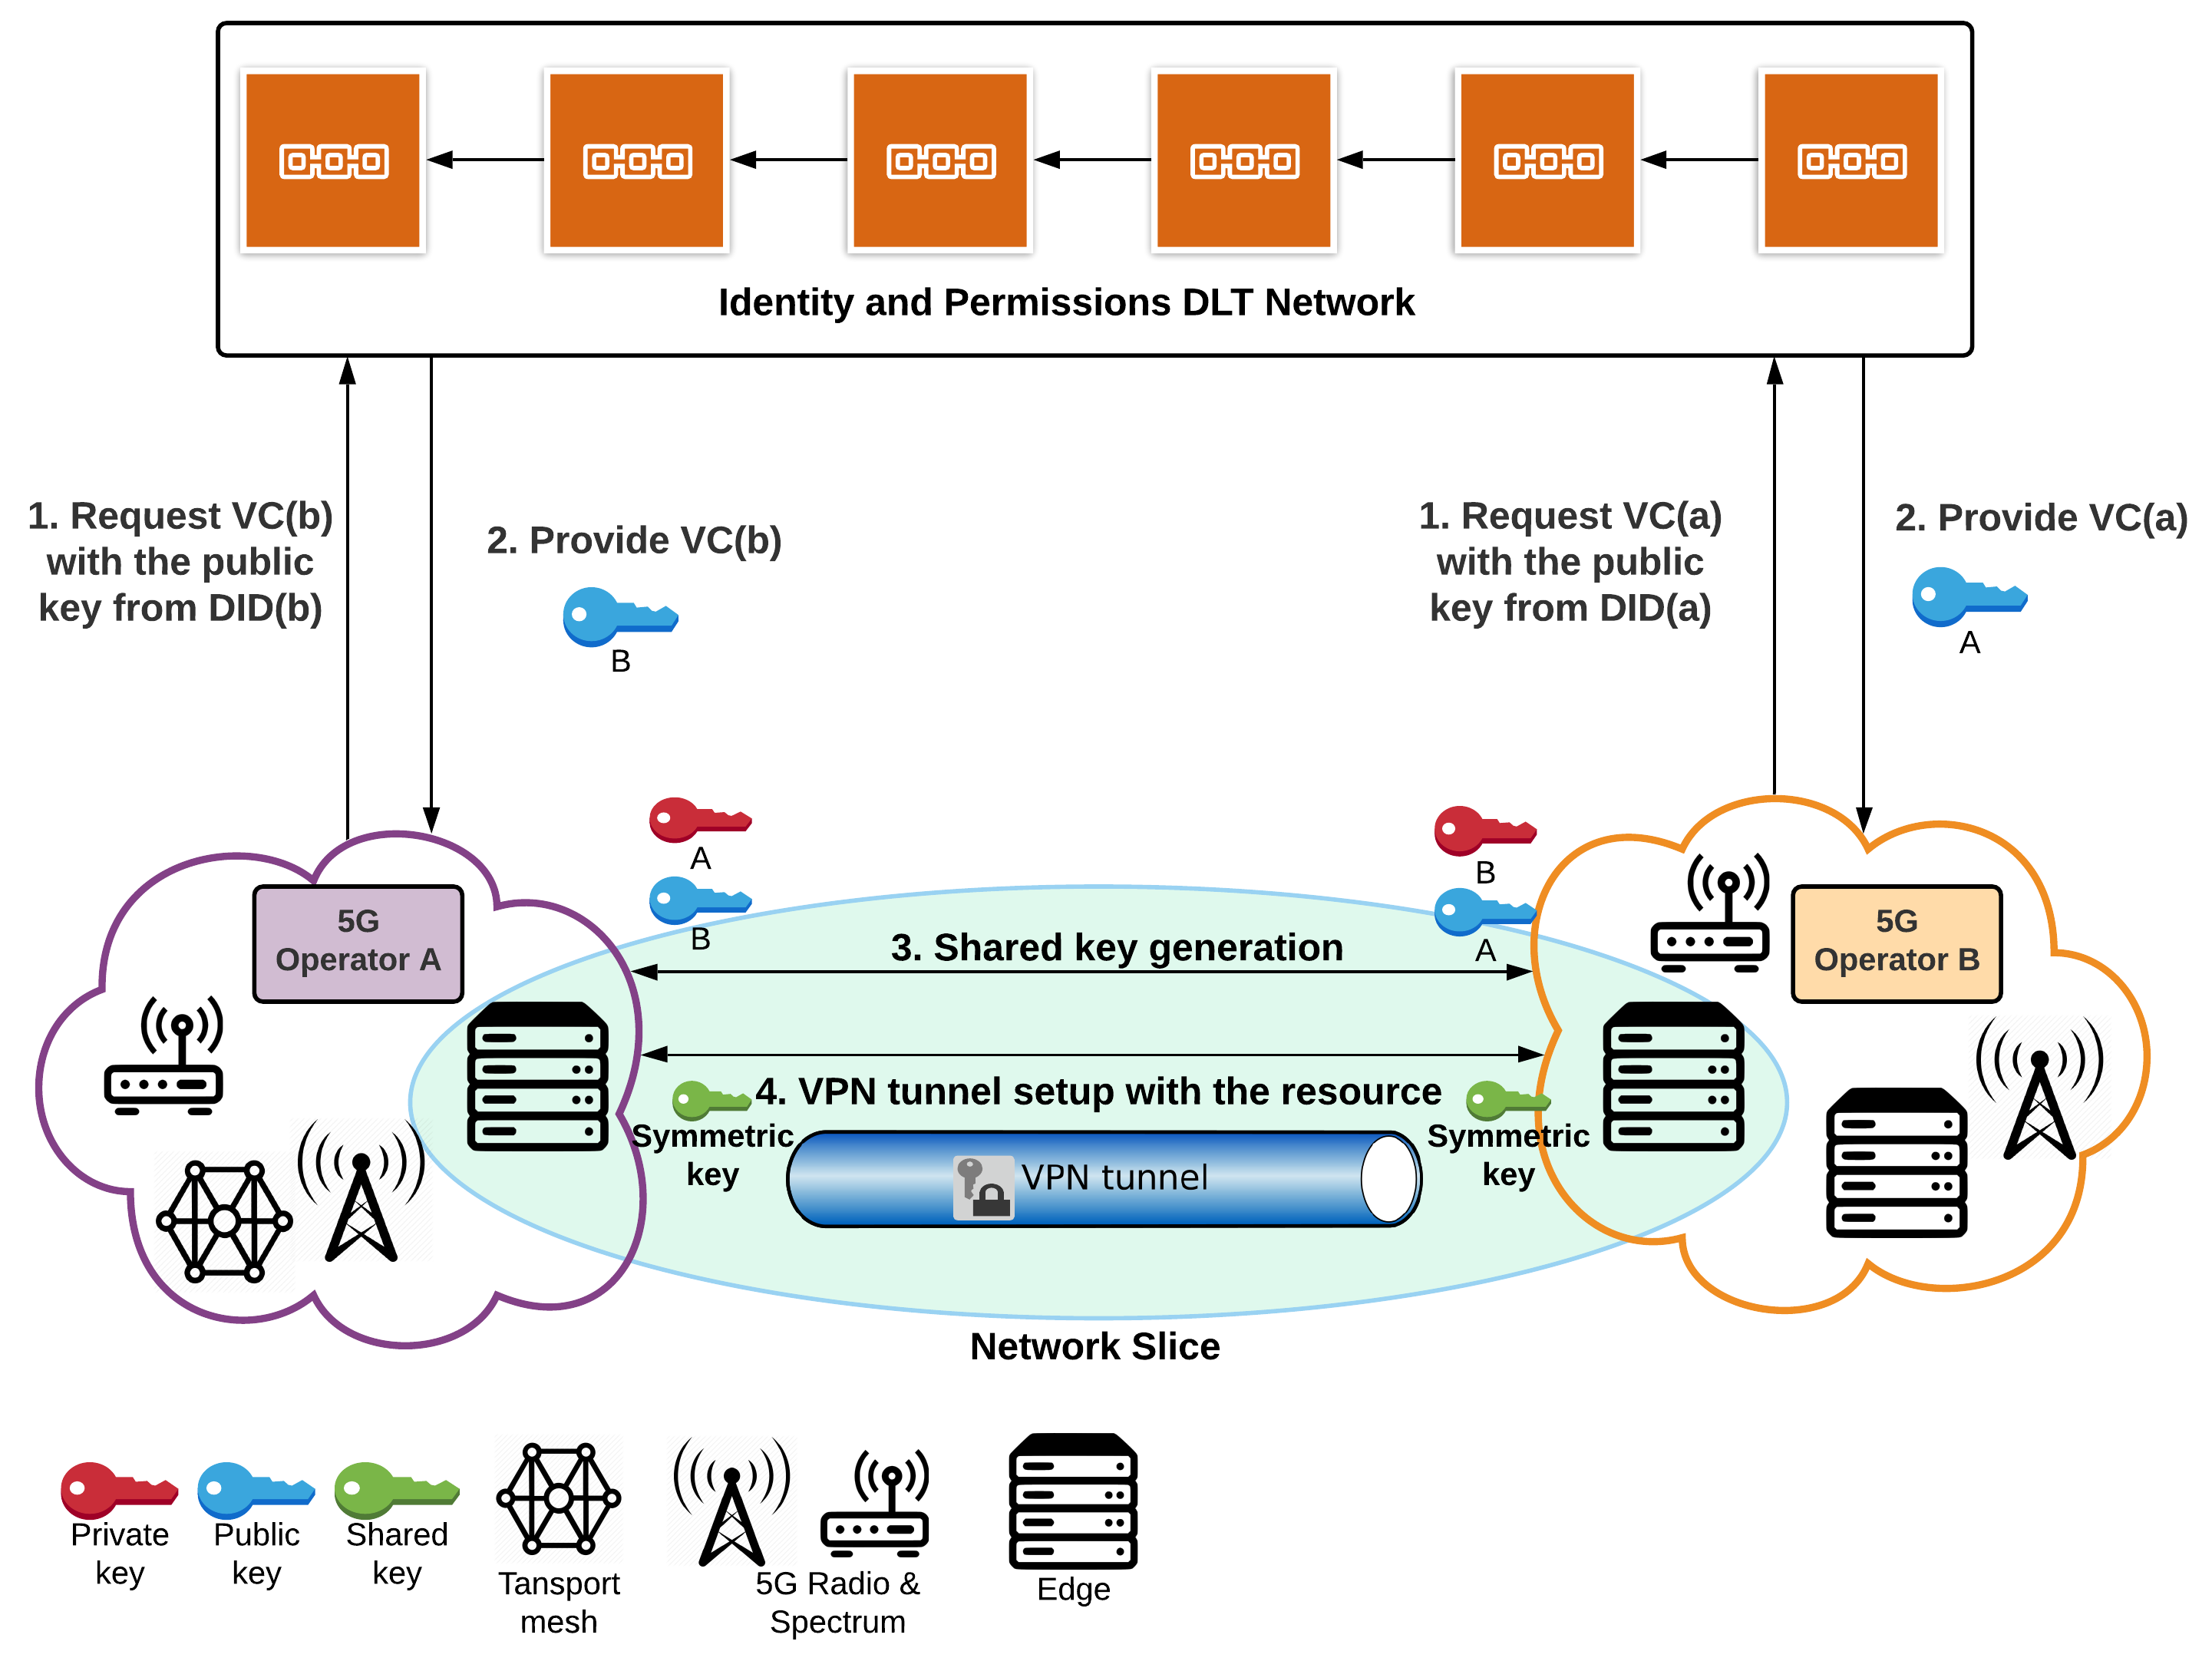 Identity and Permissions DLT Network
1. Request VC(b)
with the public
key from DID(b)
2. Provide VC(b)
B
1. Request VC(a)
with the public
key from DID(a)
2. Provide VC(a)
A
A
B
B
A
5G
Operator A
5G
Operator B
3. Shared key generation
4. VPN tunnel setup with the resource
Symmetric
key
Symmetric
key
VPN tunnel
Network Slice
Private
key
Public
key
Shared
key
Tansport
mesh
5G Radio &
Spectrum
Edge